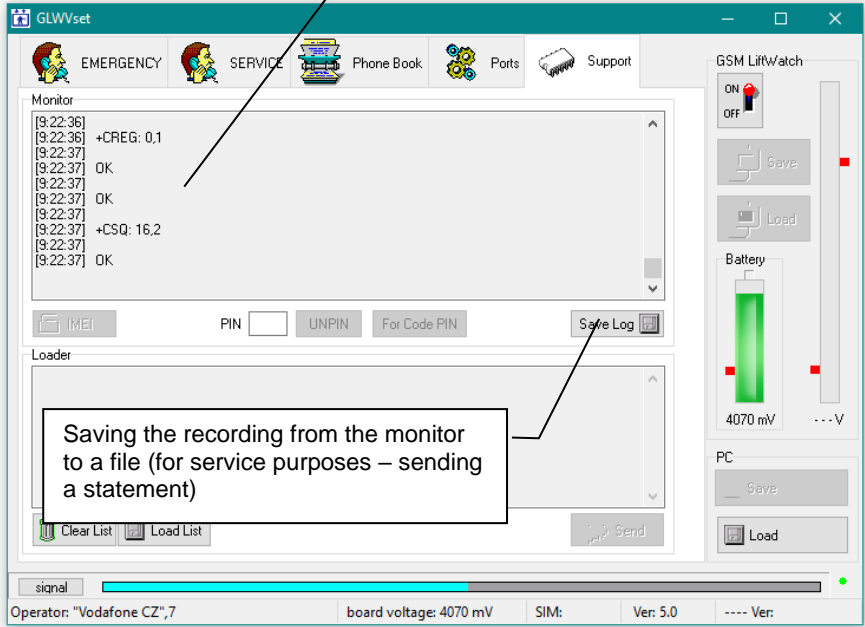 GLWVset
EMERGENCY SERVICE Phone Book Ports Support
GSM LiftWatch
ON
OFF
Save
Load
Battery
4070 mV ---V
Monitor
[9:22:36]
[9:22:36] +CREG: 0,1
[9:22:37]
[9:22:37] OK
[9:22:37]
[9:22:37] OK
[9:22:37]
[9:22:37] +CSQ: 16,2
[9:22:37]
[9:22:37] OK
IMEI PIN UNPIN For Code PIN Save Log
Loader
Saving the recording from the monitor
to a file (for service purposes – sending
a statement)
Clear List Load List Send
PC
Save
Load
signal
Operator: "Vodafone CZ",7 board voltage: 4070 mV SIM: Ver: 5.0 ---- Ver: